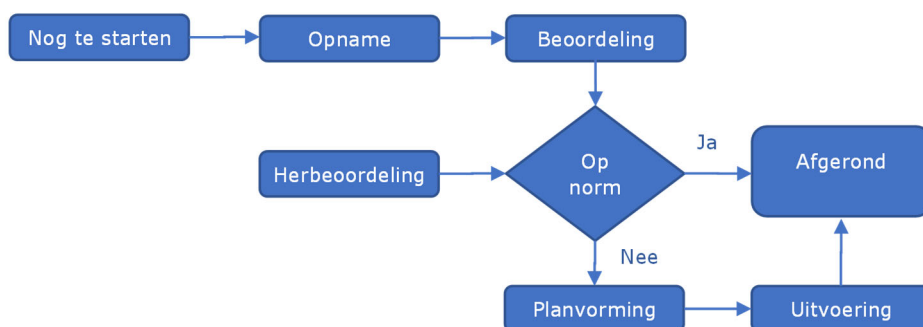 Nog te starten
Opname
Beoordeling
Herbeoordeling
Op
norm
Ja
Afgerond
Nee
Planvorming
Uitvoering